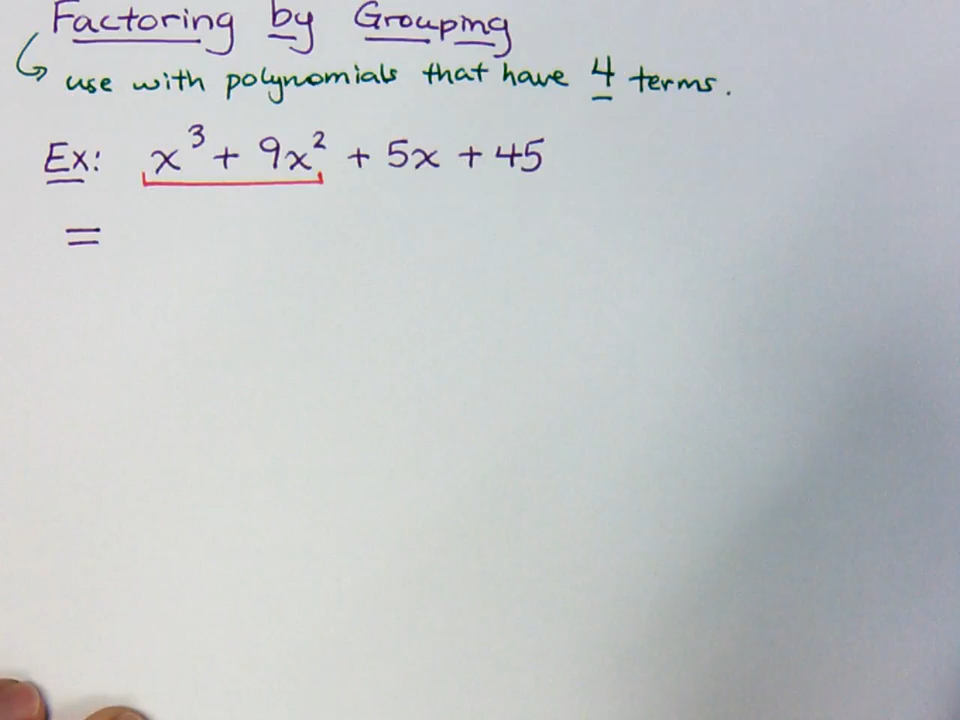 Factoring by Grouping
use with polynomials that have 4 terms.
Ex: x³ + 9x² + 5x + 45
=